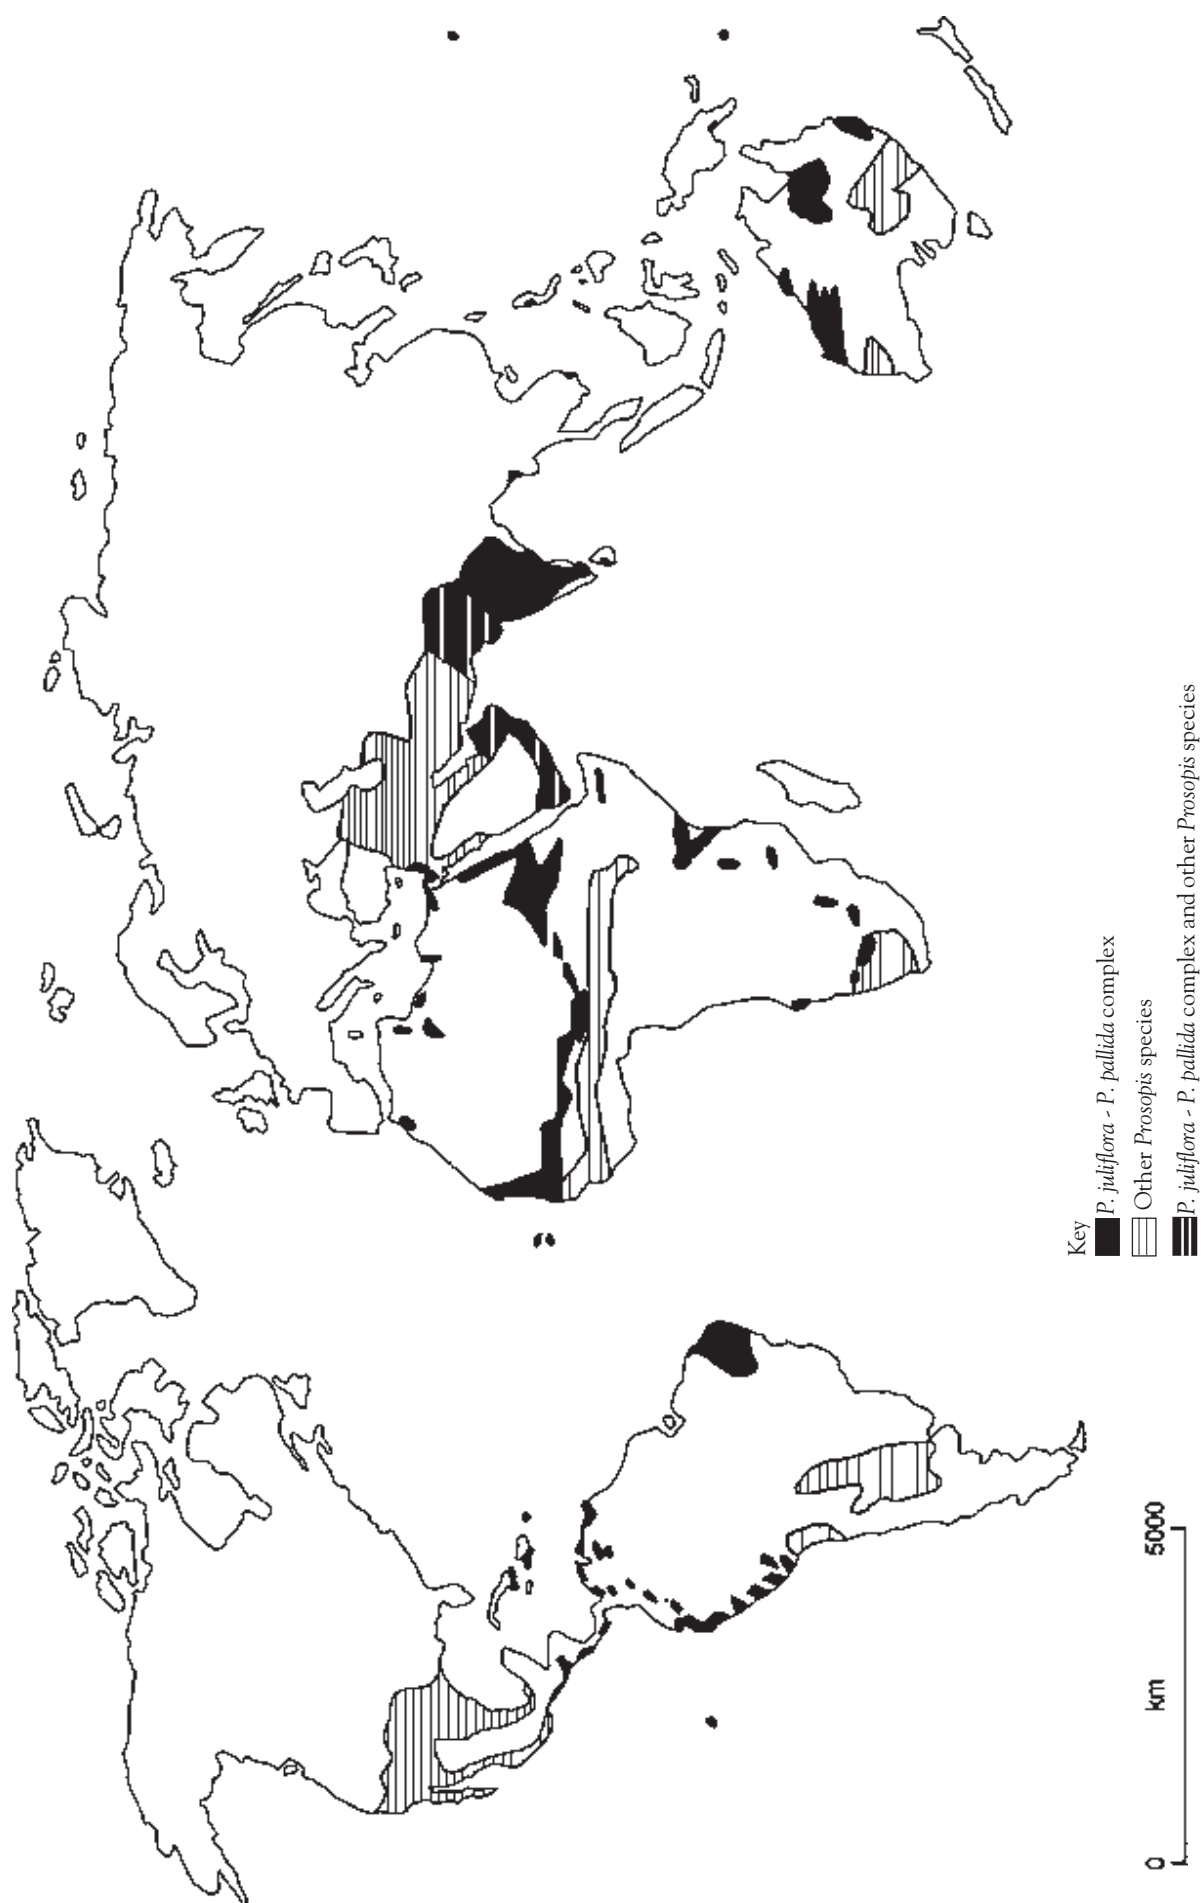 Key
P. juliflora - P. pallida complex
Other Prosopis species
P. juliflora - P. pallida complex and other Prosopis species
0 km 5000